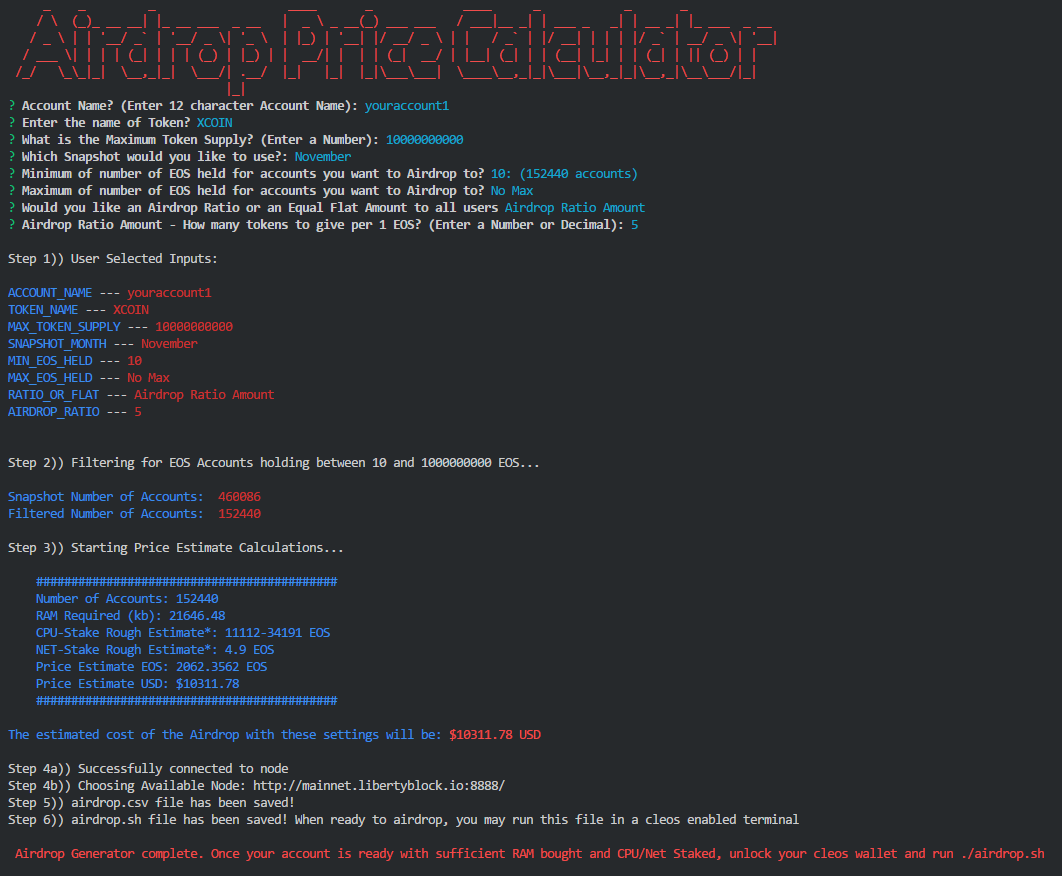 Airdrop Price Calculator
? Account Name? (Enter 12 character Account Name): youraccount1
? Enter the name of Token? XCOIN
? What is the Maximum Token Supply? (Enter a Number): 10000000000
? Which Snapshot would you like to use?: November
? Minimum of number of EOS held for accounts you want to Airdrop to? 10: (152440 accounts)
? Maximum of number of EOS held for accounts you want to Airdrop to? No Max
? Would you like an Airdrop Ratio or an Equal Flat Amount to all users Airdrop Ratio Amount
? Airdrop Ratio Amount - How many tokens to give per 1 EOS? (Enter a Number or Decimal): 5
Step 1)) User Selected Inputs:
ACCOUNT_NAME --- youraccount1
TOKEN_NAME --- XCOIN
MAX_TOKEN_SUPPLY --- 10000000000
SNAPSHOT_MONTH --- November
MIN_EOS_HELD --- 10
MAX_EOS_HELD --- No Max
RATIO_OR_FLAT --- Airdrop Ratio Amount
AIRDROP_RATIO --- 5
Step 2)) Filtering for EOS Accounts holding between 10 and 1000000000 EOS...
Snapshot Number of Accounts: 460086
Filtered Number of Accounts: 152440
Step 3)) Starting Price Estimate Calculations...
###########################################
Number of Accounts: 152440
RAM Required (kb): 21646.48
CPU-Stake Rough Estimate*: 11112-34191 EOS
NET-Stake Rough Estimate*: 4.9 EOS
Price Estimate EOS: 2062.3562 EOS
Price Estimate USD: $10311.78
###########################################
The estimated cost of the Airdrop with these settings will be: $10311.78 USD
Step 4a)) Successfully connected to node
Step 4b)) Choosing Available Node: http://mainnet.libertyblock.io:8888/
Step 5)) airdrop.csv file has been saved!
Step 6)) airdrop.sh file has been saved! When ready to airdrop, you may run this file in a cleos enabled terminal
Airdrop Generator complete. Once your account is ready with sufficient RAM bought and CPU/Net Staked, unlock your cleos wallet and run ./airdrop.sh